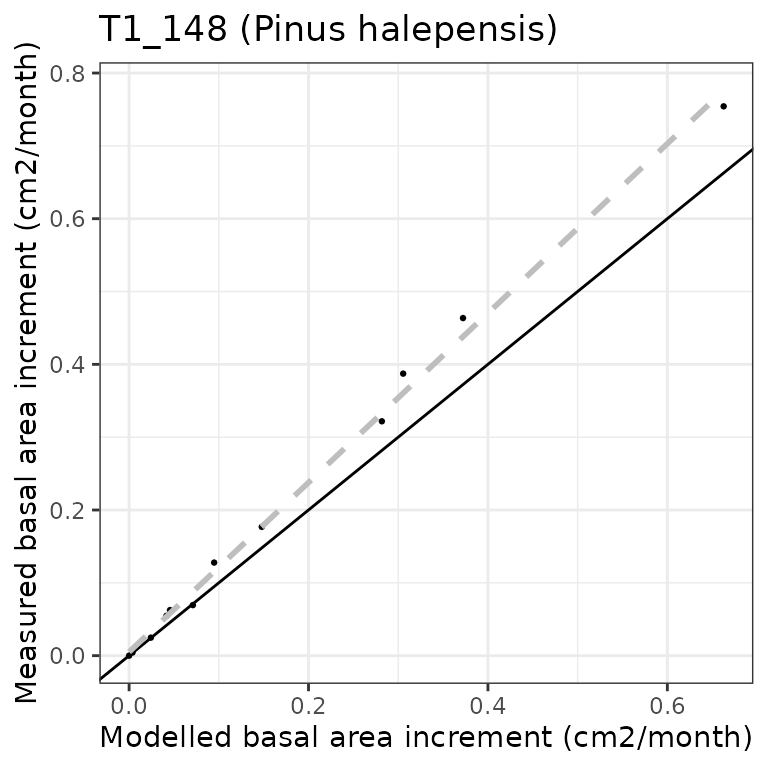 T1_148 (Pinus halepensis)
Measured basal area increment (cm2/month)
0.8
0.6
0.4
0.2
0.0
0.0 0.2 0.4 0.6
Modelled basal area increment (cm2/month)